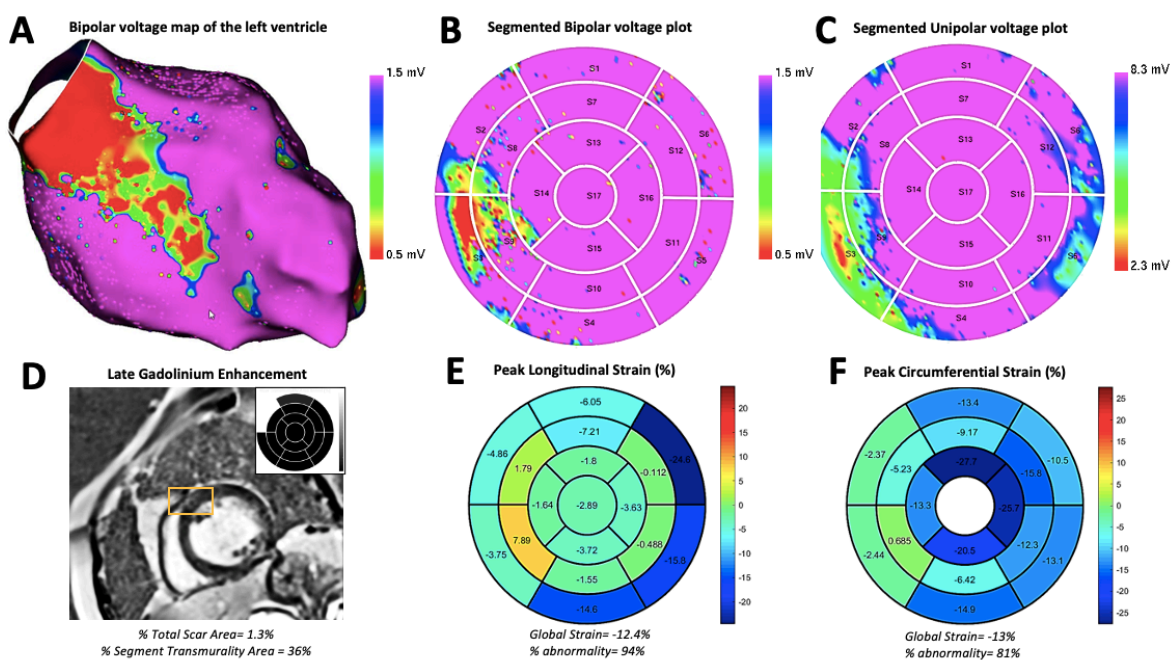 A
Bipolar voltage map of the left ventricle
1.5 mV
0.5 mV
B
Segmented Bipolar voltage plot
S1
S7
S2
S8
S13
S6
S12
S14
S17
S16
S9
S3
S15
S11
S5
S10
S4
1.5 mV
0.5 mV
C
Segmented Unipolar voltage plot
S1
S7
S2
S8
S13
S6
S12
S14
S17
S16
S3
S15
S11
S10
S4
8.3 mV
2.3 mV
D
Late Gadolinium Enhancement
% Total Scar Area= 1.3%
% Segment Transmurality Area = 36%
E
Peak Longitudinal Strain (%)
-6.05
-7.21
-4.86
1.79
-1.8
-0.112
-24.6
-1.64
-2.89
-3.63
-3.75
7.89
-3.72
-0.488
-15.8
-1.55
-14.6
20
15
10
5
0
-5
-10
-15
-20
Global Strain= -12.4%
% abnormality= 94%
F
Peak Circumferential Strain (%)
-13.4
-9.17
-2.37
-5.23
-27.7
-15.8
-10.5
-13.3
-25.7
-2.44
0.685
-20.5
-12.3
-13.1
-6.42
-14.9
25
20
15
10
5
0
-5
-10
-15
-20
-25
Global Strain= -13%
% abnormality= 81%